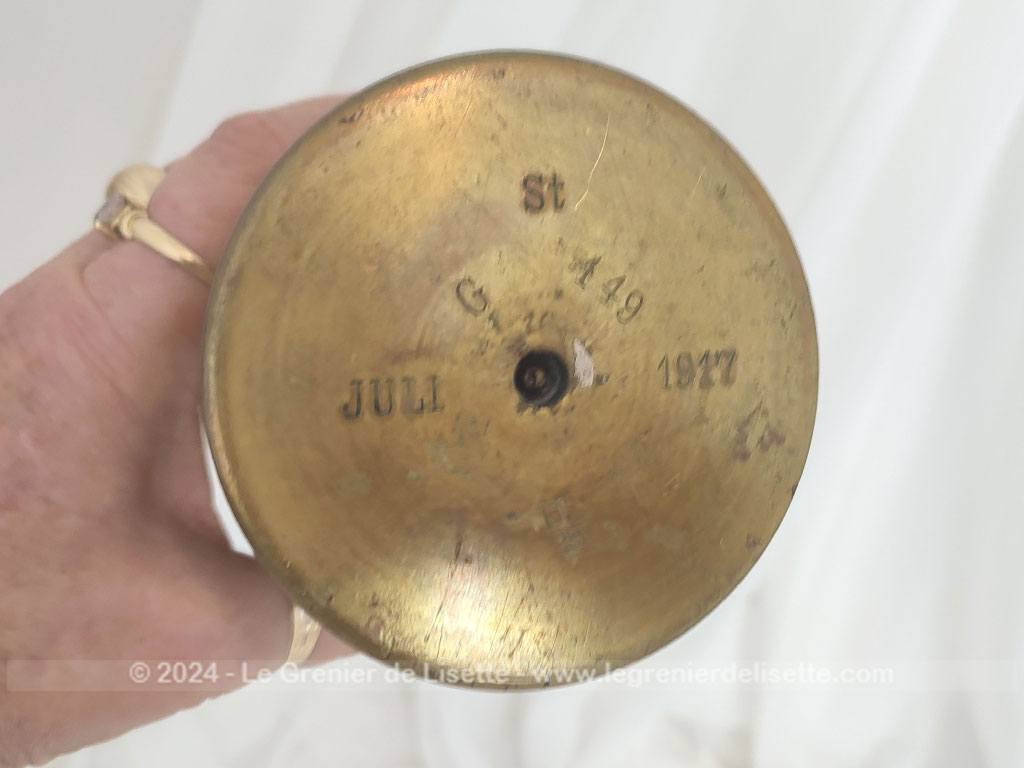 St
G. 149
JULI 1917
© 2024 - Le Grenier de Lisette - www.legrenierdelisette.com